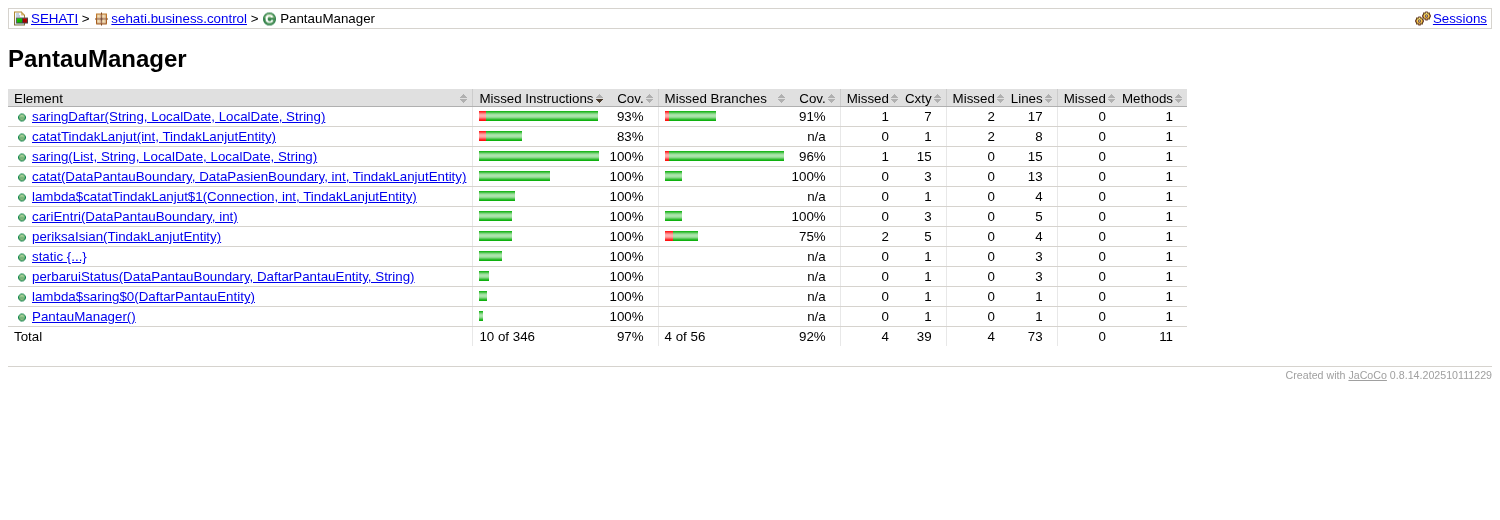 SEHATI > sehati.business.control > PantauManager Sessions
PantauManager
Element Missed Instructions Cov. Missed Branches Cov. Missed Cxty Missed Lines Missed Methods
saringDaftar(String, LocalDate, LocalDate, String) 93% 91% 1 7 2 17 0 1
catatTindakLanjut(int, TindakLanjutEntity) 83% n/a 0 1 2 8 0 1
saring(List, String, LocalDate, LocalDate, String) 100% 96% 1 15 0 15 0 1
catat(DataPantauBoundary, DataPasienBoundary, int, TindakLanjutEntity) 100% 100% 0 3 0 13 0 1
lambda$catatTindakLanjut$1(Connection, int, TindakLanjutEntity) 100% n/a 0 1 0 4 0 1
cariEntri(DataPantauBoundary, int) 100% 100% 0 3 0 5 0 1
periksaIsian(TindakLanjutEntity) 100% 75% 2 5 0 4 0 1
static {...} 100% n/a 0 1 0 3 0 1
perbaruiStatus(DataPantauBoundary, DaftarPantauEntity, String) 100% n/a 0 1 0 3 0 1
lambda$saring$0(DaftarPantauEntity) 100% n/a 0 1 0 1 0 1
PantauManager() 100% n/a 0 1 0 1 0 1
Total 10 of 346 97% 4 of 56 92% 4 39 4 73 0 11
Created with JaCoCo 0.8.14.202510111229